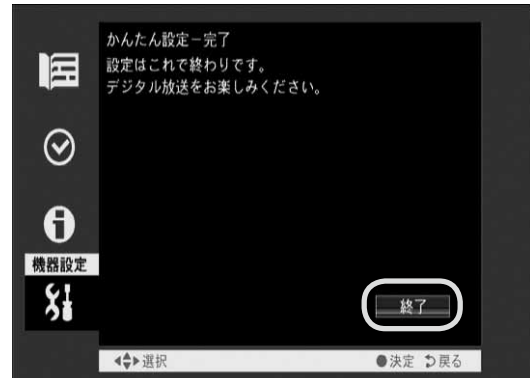 かんたん設定－完了
設定はこれで終わりです。
デジタル放送をお楽しみください。
機器設定
終了
選択
決定 戻る